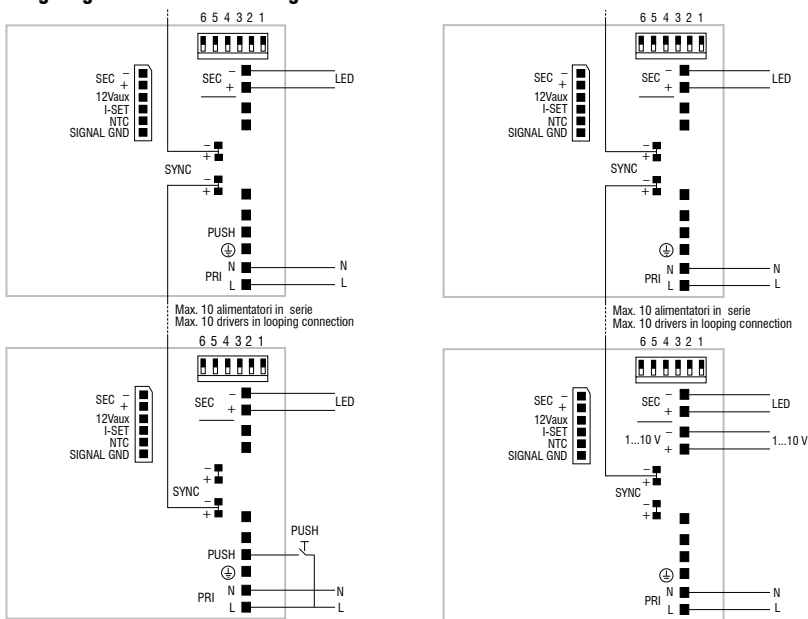 6 5 4 3 2 1
SEC
–
+
12Vaux
I-SET
NTC
SIGNAL GND
SEC
–
+
LED
–
+
SYNC
–
+
PUSH
N
PRI
L
N
L
6 5 4 3 2 1
SEC
–
+
12Vaux
I-SET
NTC
SIGNAL GND
SEC
–
+
LED
–
+
SYNC
–
+
N
PRI
L
N
L
Max. 10 alimentatori in serie
Max. 10 drivers in looping connection
6 5 4 3 2 1
SEC
–
+
12Vaux
I-SET
NTC
SIGNAL GND
SEC
–
+
LED
–
+
SYNC
–
+
PUSH
PUSH
N
PRI
L
N
L
Max. 10 alimentatori in serie
Max. 10 drivers in looping connection
6 5 4 3 2 1
SEC
–
+
12Vaux
I-SET
NTC
SIGNAL GND
SEC
–
+
LED
1...10 V
–
+
1...10 V
–
+
SYNC
–
+
N
PRI
L
N
L